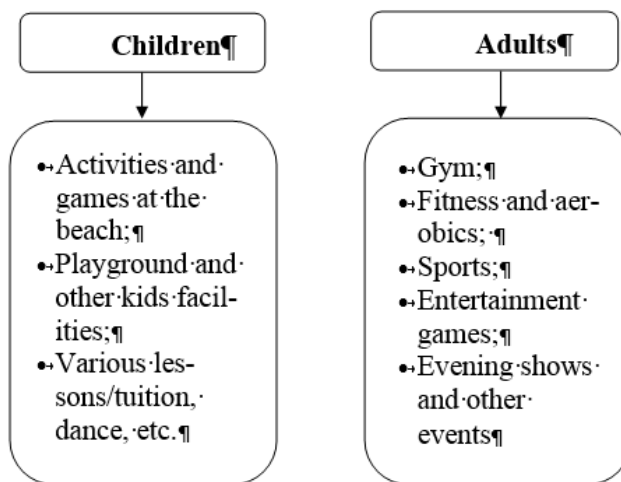 Children¶
•→Activities·and·
games·at·the·
beach;¶
•→Playground·and·
other·kids·facil-
ities;¶
•→Various·les-
sons/tuition,·
dance,·etc.¶
Adults¶
•→Gym;¶
•→Fitness·and·aer-
obics;·¶
•→Sports;¶
•→Entertainment·
games;¶
•→Evening·shows·
and·other·
events¶